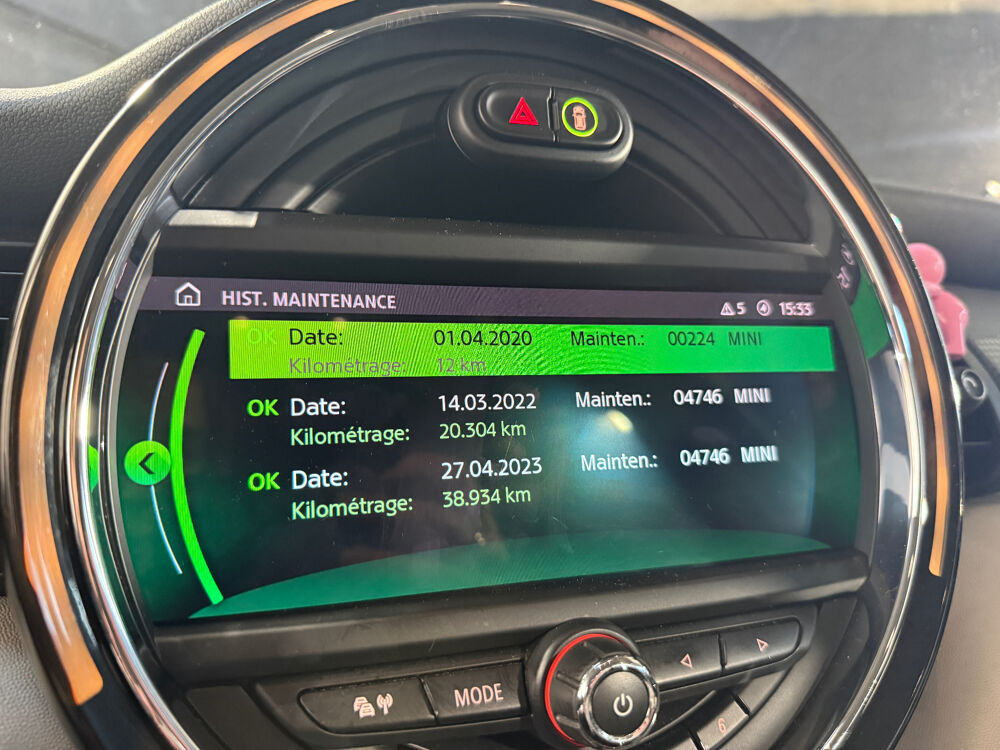 HIST. MAINTENANCE 5 15:33
OK Date: 01.04.2020 Mainten.: 00224 MINI
Kilométrage: 12 km
OK Date: 14.03.2022 Mainten.: 04746 MINI
Kilométrage: 20.304 km
OK Date: 27.04.2023 Mainten.: 04746 MINI
Kilométrage: 38.934 km
MODE
6